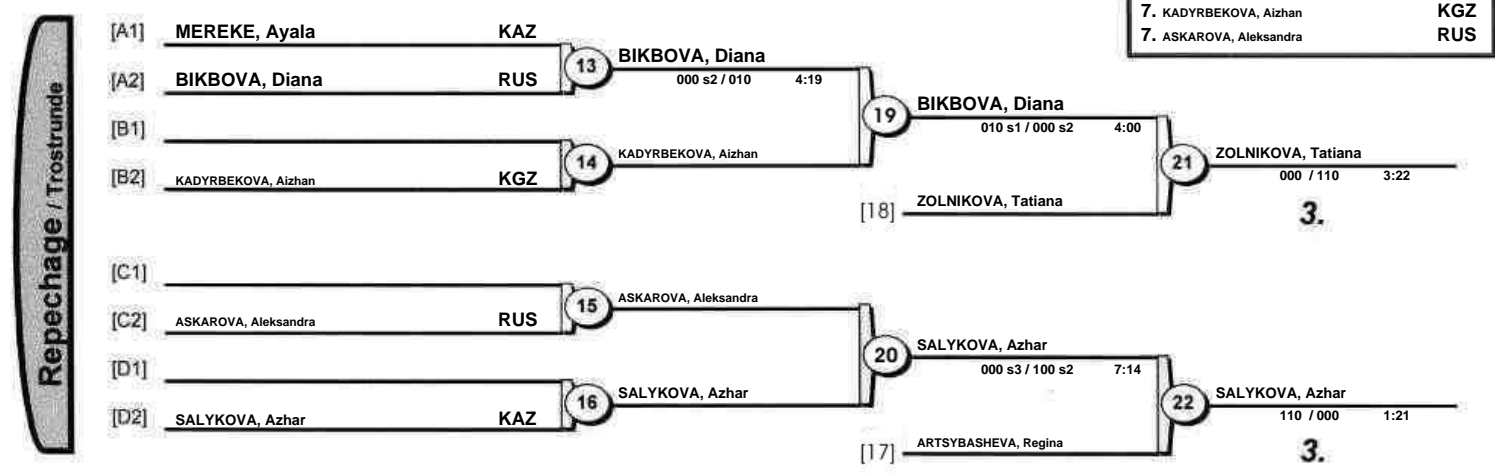 7. KADYRBEKOVA, Aizhan KGZ
7. ASKAROVA, Aleksandra RUS
Repechage / Trostrunde
[A1] MEREKE, Ayala KAZ
13 BIKBOVA, Diana
000 s2 / 010 4:19
[A2] BIKBOVA, Diana RUS
19 BIKBOVA, Diana
010 s1 / 000 s2 4:00
[B1]
14 KADYRBEKOVA, Aizhan
[B2] KADYRBEKOVA, Aizhan KGZ
21 ZOLNIKOVA, Tatiana
000 / 110 3:22
[18] ZOLNIKOVA, Tatiana
3.
[C1]
15 ASKAROVA, Aleksandra
[C2] ASKAROVA, Aleksandra RUS
20 SALYKOVA, Azhar
000 s3 / 100 s2 7:14
[D1]
16 SALYKOVA, Azhar
[D2] SALYKOVA, Azhar KAZ
22 SALYKOVA, Azhar
110 / 000 1:21
[17] ARTSYBASHEVA, Regina
3.